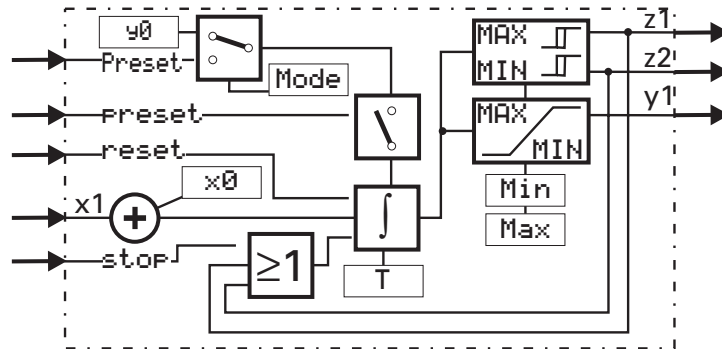 y0
Preset
Mode
preset
reset
x1
x0
stop
≥1
∫
T
MAX
MIN
MAX
MIN
Min
Max
z1
z2
y1